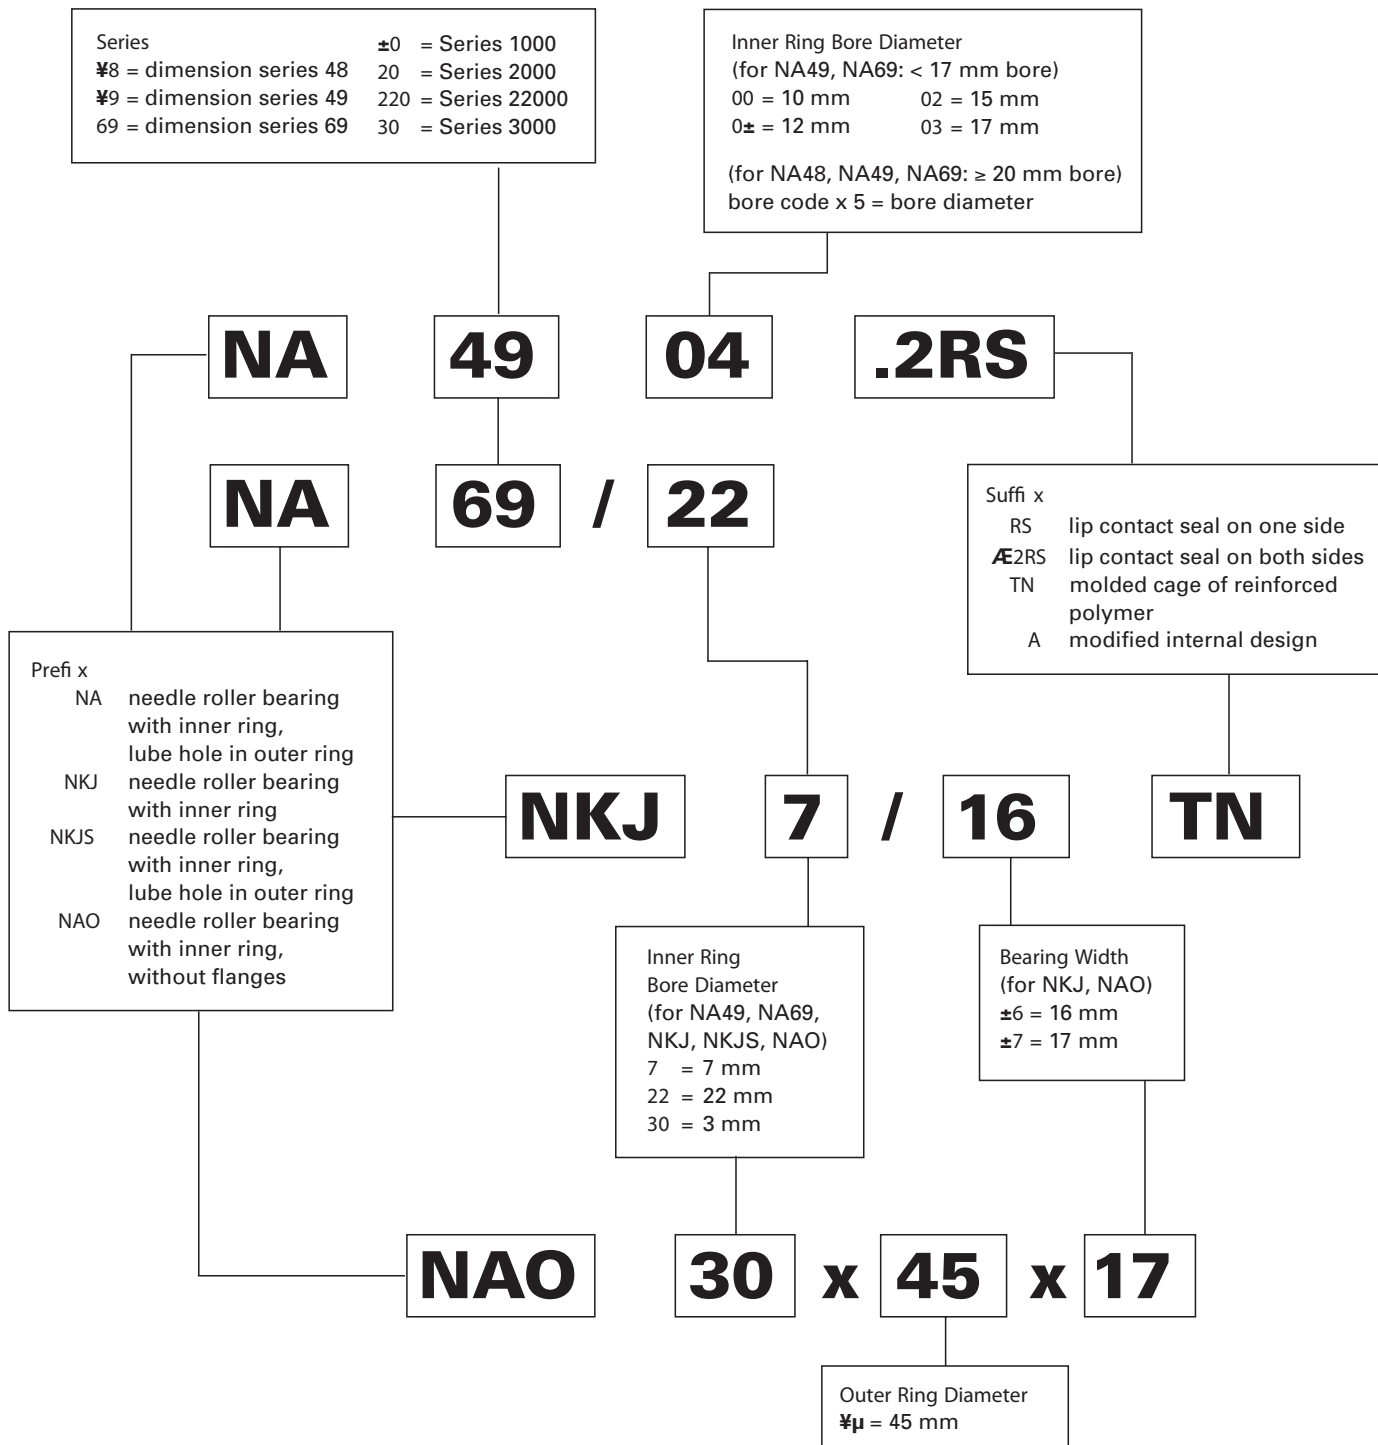 Series
¥8 = dimension series 48
¥9 = dimension series 49
69 = dimension series 69
±0 = Series 1000
20 = Series 2000
220 = Series 22000
30 = Series 3000
Inner Ring Bore Diameter
(for NA49, NA69: < 17 mm bore)
00 = 10 mm 02 = 15 mm
0± = 12 mm 03 = 17 mm
(for NA48, NA49, NA69: ≥ 20 mm bore)
bore code x 5 = bore diameter
NA 49 04 .2RS
NA 69 / 22
Suffi x
RS lip contact seal on one side
Æ2RS lip contact seal on both sides
TN molded cage of reinforced
polymer
A modified internal design
Prefi x
NA needle roller bearing
with inner ring,
lube hole in outer ring
NKJ needle roller bearing
with inner ring
NKJS needle roller bearing
with inner ring,
lube hole in outer ring
NAO needle roller bearing
with inner ring,
without flanges
NKJ 7 / 16 TN
Inner Ring
Bore Diameter
(for NA49, NA69,
NKJ, NKJS, NAO)
7 = 7 mm
22 = 22 mm
30 = 3 mm
Bearing Width
(for NKJ, NAO)
±6 = 16 mm
±7 = 17 mm
NAO 30 x 45 x 17
Outer Ring Diameter
¥µ = 45 mm